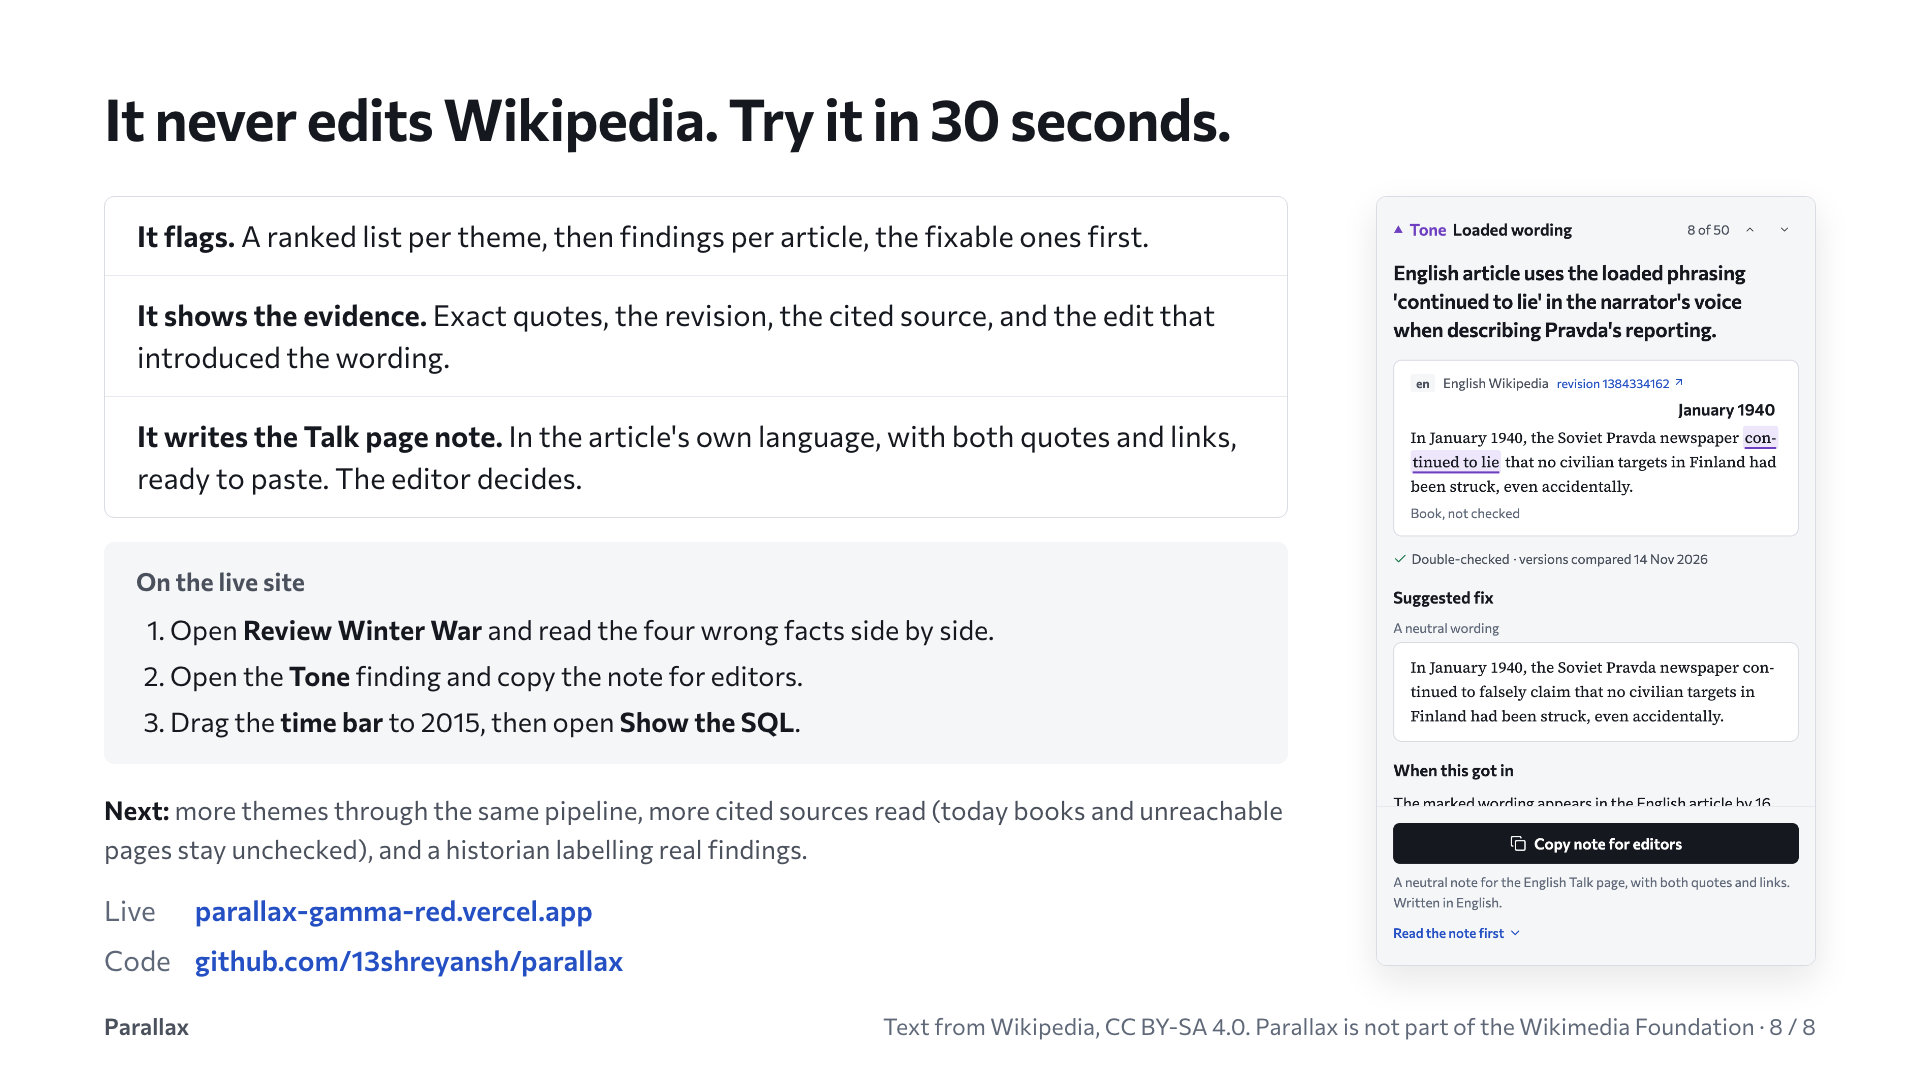 It never edits Wikipedia. Try it in 30 seconds.
It flags. A ranked list per theme, then findings per article, the fixable ones first.
It shows the evidence. Exact quotes, the revision, the cited source, and the edit that
introduced the wording.
It writes the Talk page note. In the article's own language, with both quotes and links,
ready to paste. The editor decides.
On the live site
1. Open Review Winter War and read the four wrong facts side by side.
2. Open the Tone finding and copy the note for editors.
3. Drag the time bar to 2015, then open Show the SQL.
Next: more themes through the same pipeline, more cited sources read (today books and unreachable
pages stay unchecked), and a historian labelling real findings.
Live parallax-gamma-red.vercel.app
Code github.com/13shreyansh/parallax
▲ Tone Loaded wording 8 of 50
English article uses the loaded phrasing
'continued to lie' in the narrator's voice
when describing Pravda's reporting.
en English Wikipedia revision 1384334162 ↗
January 1940
In January 1940, the Soviet Pravda newspaper con-
tinued to lie that no civilian targets in Finland had
been struck, even accidentally.
Book, not checked
✓ Double-checked · versions compared 14 Nov 2026
Suggested fix
A neutral wording
In January 1940, the Soviet Pravda newspaper con-
tinued to falsely claim that no civilian targets in
Finland had been struck, even accidentally.
When this got in
The marked wording appears in the English article by 16
Copy note for editors
A neutral note for the English Talk page, with both quotes and links.
Written in English.
Read the note first
Parallax
Text from Wikipedia, CC BY-SA 4.0. Parallax is not part of the Wikimedia Foundation · 8 / 8